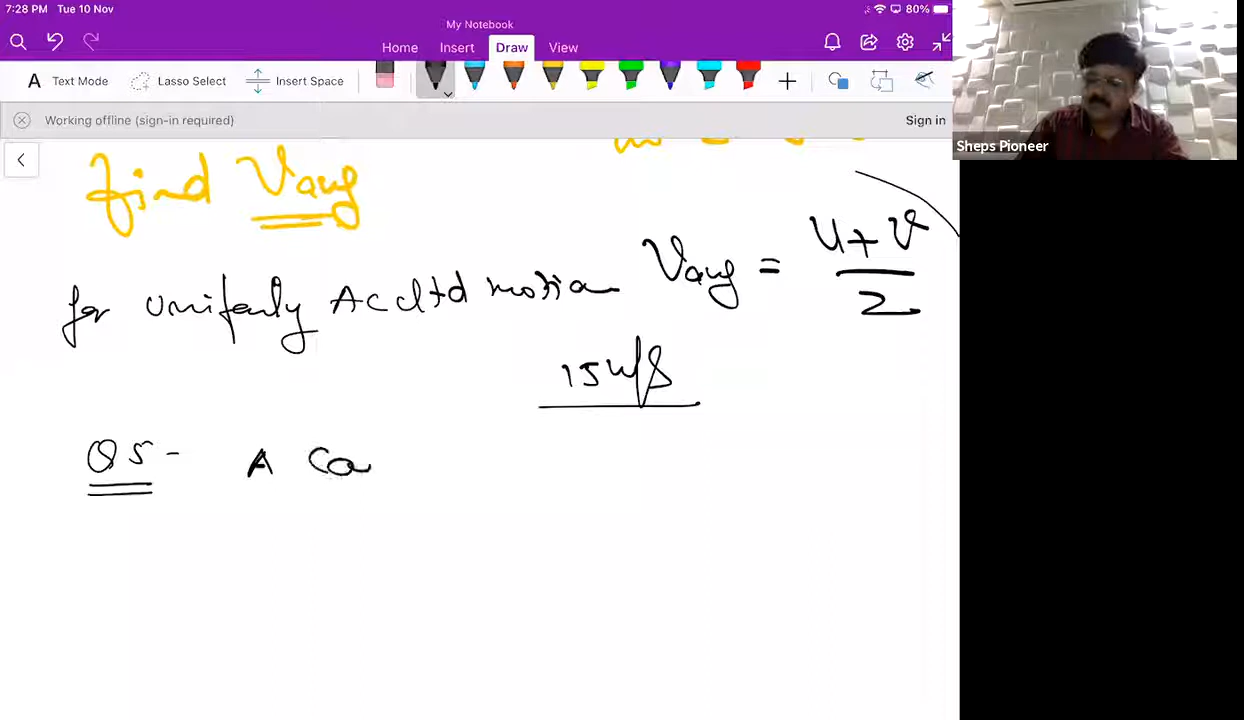 7:28 PM Tue 10 Nov
80%
My Notebook
Home Insert Draw View
A Text Mode Lasso Select Insert Space
Working offline (sign-in required) Sign in
Sheps Pioneer
find Vavg
for uniformly Accltd motion Vavg = U+V
2
15 m/s
Q5- A Ca